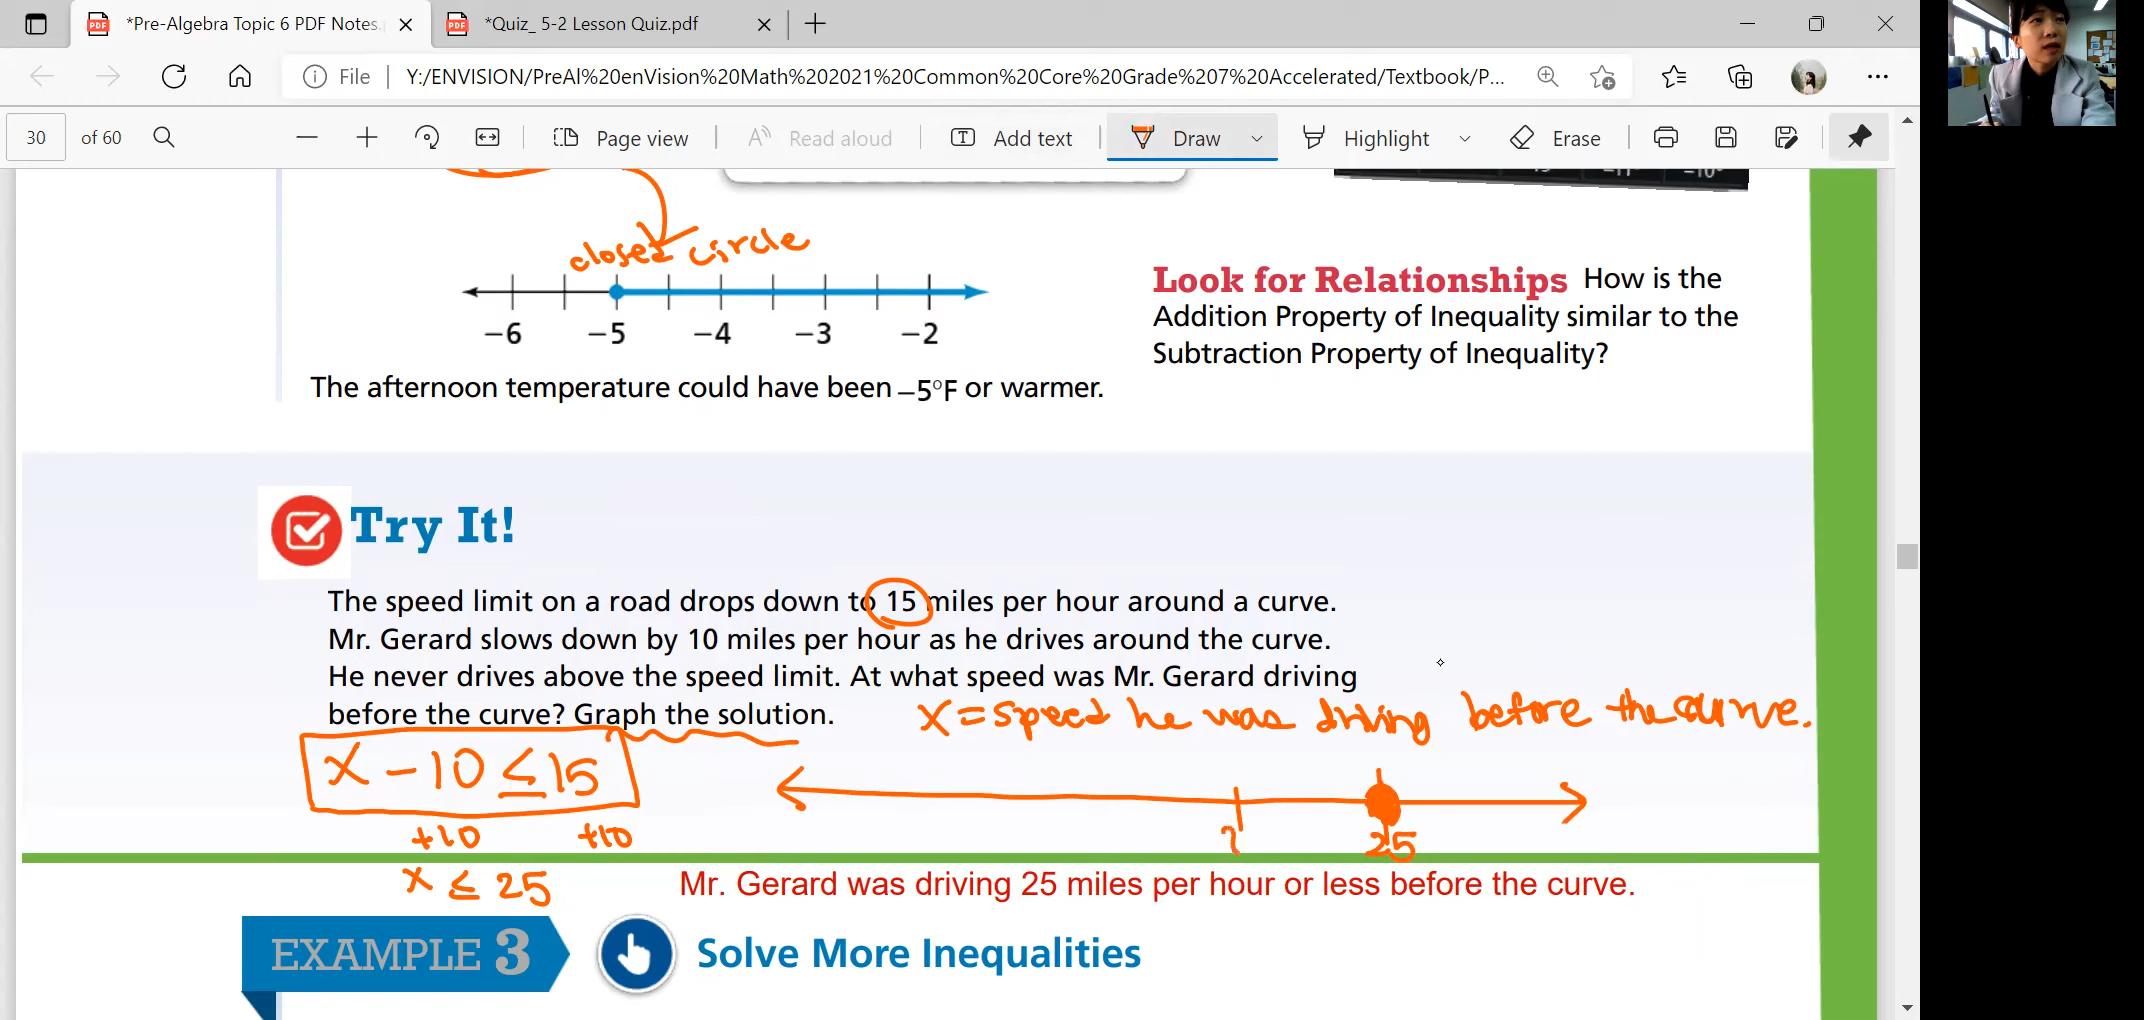 *Pre-Algebra Topic 6 PDF Notes.
*Quiz_ 5-2 Lesson Quiz.pdf
File
Y:/ENVISION/PreAl%20enVision%20Math%202021%20Common%20Core%20Grade%207%20Accelerated/Textbook/P...
30 of 60
Page view
Read aloud
Add text
Draw
Highlight
Erase
-10°
closed circle
−6 −5 −4 −3 −2
The afternoon temperature could have been −5°F or warmer.
Look for Relationships How is the
Addition Property of Inequality similar to the
Subtraction Property of Inequality?
Try It!
The speed limit on a road drops down to 15 miles per hour around a curve.
Mr. Gerard slows down by 10 miles per hour as he drives around the curve.
He never drives above the speed limit. At what speed was Mr. Gerard driving
before the curve? Graph the solution.
x = speed he was driving before the curve.
x - 10 ≤ 15
+10 +10
x ≤ 25
? 25
Mr. Gerard was driving 25 miles per hour or less before the curve.
EXAMPLE 3
Solve More Inequalities